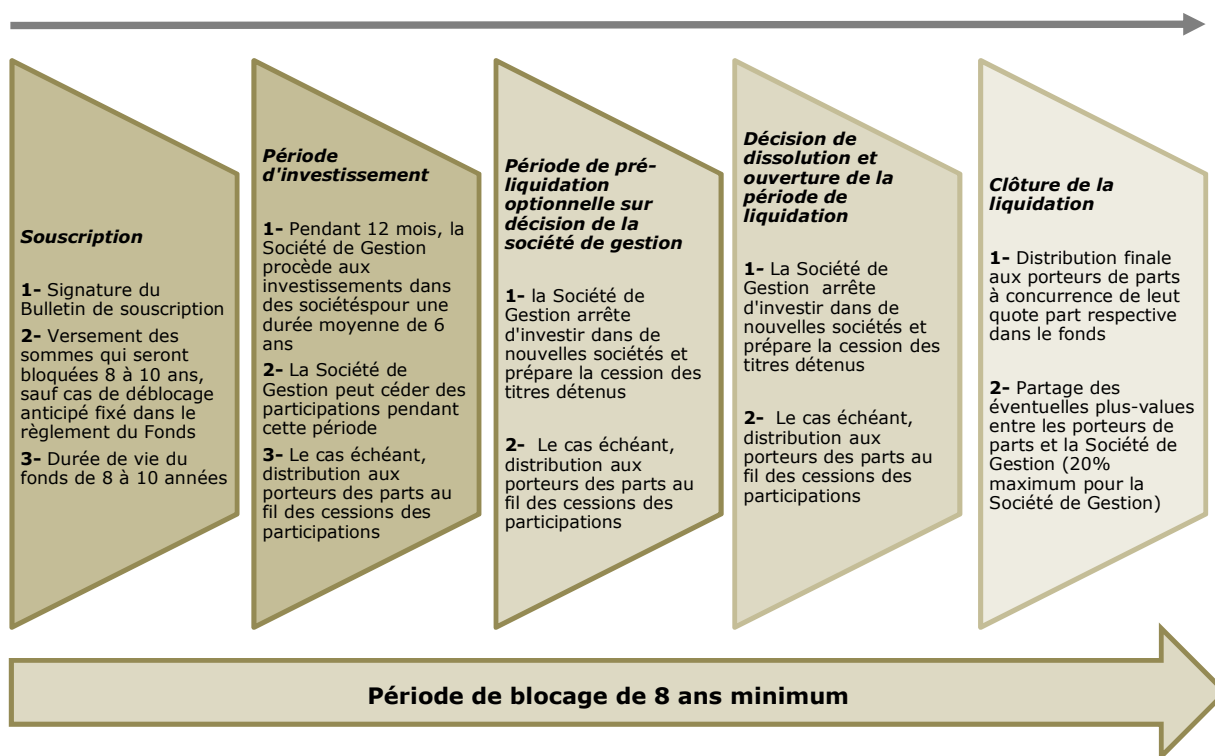 Souscription
1- Signature du
Bulletin de souscription
2- Versement des
sommes qui seront
bloquées 8 à 10 ans,
sauf cas de déblocage
anticipé fixé dans le
règlement du Fonds
3- Durée de vie du
fonds de 8 à 10 années
Période
d'investissement
1- Pendant 12 mois, la
Société de Gestion
procède aux
investissements dans
des sociétéspour une
durée moyenne de 6
ans
2- La Société de
Gestion peut céder des
participations pendant
cette période
3- Le cas échéant,
distribution aux
porteurs des parts au
fil des cessions des
participations
Période de pré-
liquidation
optionnelle sur
décision de la
société de gestion
1- la Société de
Gestion arrête
d'investir dans de
nouvelles sociétés et
prépare la cession des
titres détenus
2- Le cas échéant,
distribution aux
porteurs des parts au
fil des cessions des
participations
Décision de
dissolution et
ouverture de la
période de
liquidation
1- La Société de
Gestion arrête
d'investir dans de
nouvelles sociétés et
prépare la cession des
titres détenus
2- Le cas échéant,
distribution aux
porteurs des parts au
fil des cessions des
participations
Clôture de la
liquidation
1- Distribution finale
aux porteurs de parts
à concurrence de leut
quote part respective
dans le fonds
2- Partage des
éventuelles plus-values
entre les porteurs de
parts et la Société de
Gestion (20%
maximum pour la
Société de Gestion)
Période de blocage de 8 ans minimum